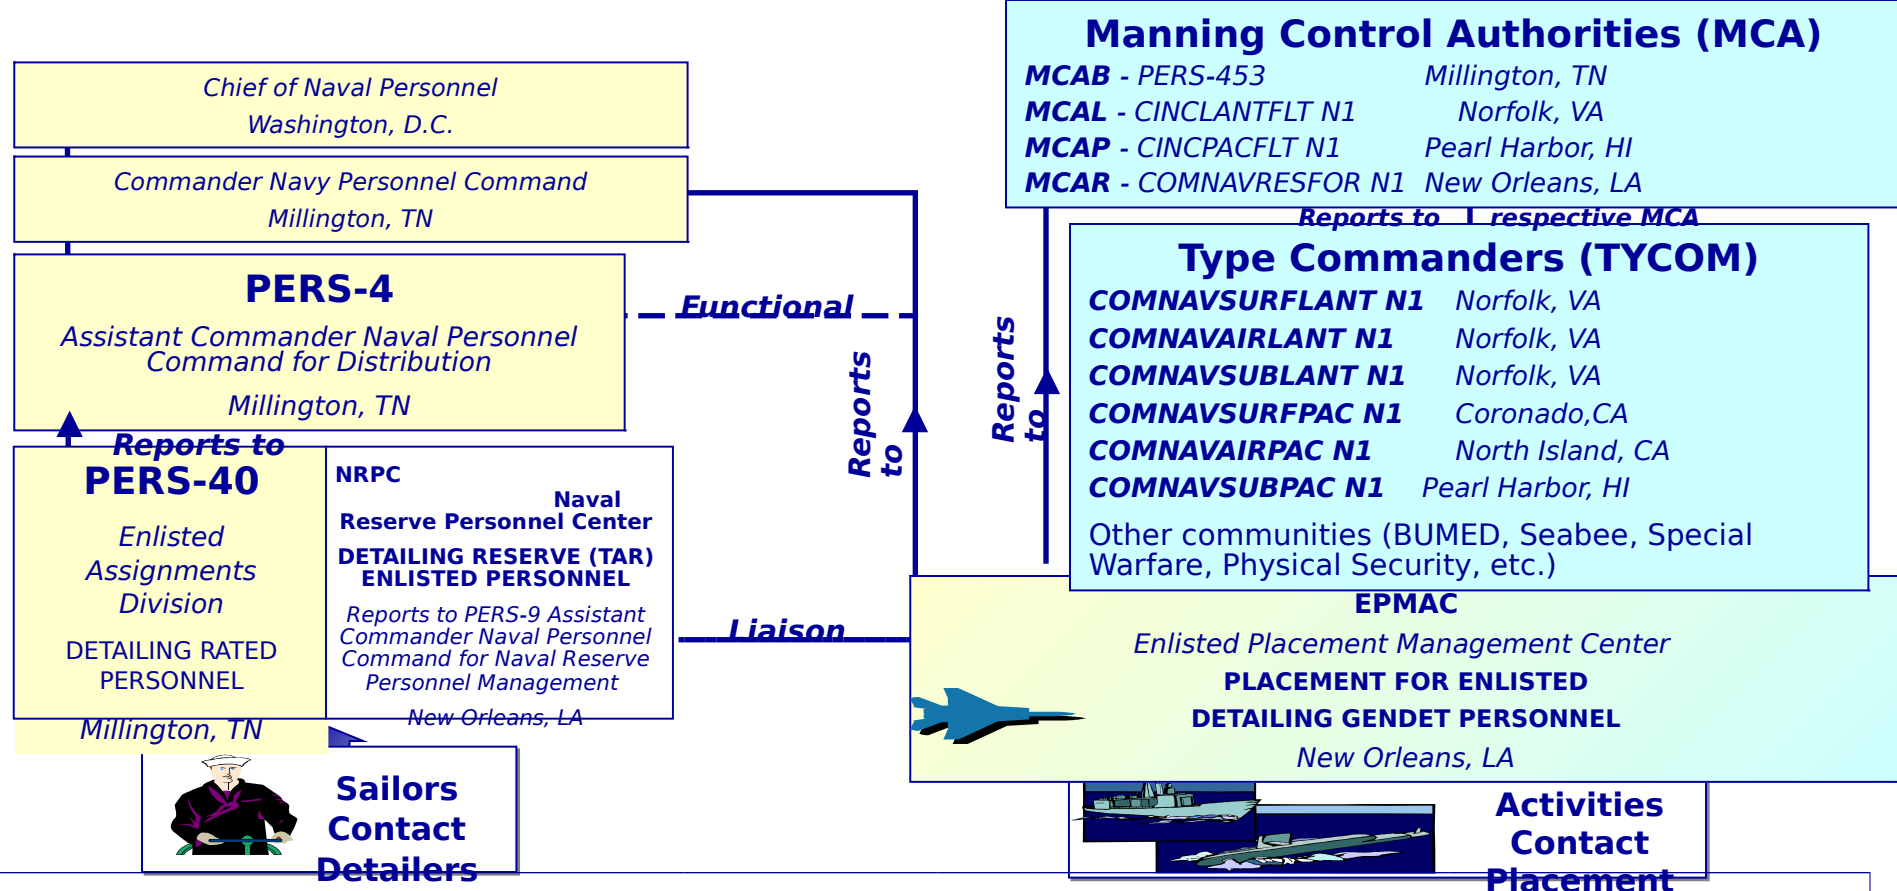 Chief of Naval Personnel
Washington, D.C.
Commander Navy Personnel Command
Millington, TN
PERS-4
Assistant Commander Naval Personnel
Command for Distribution
Millington, TN
Reports to
PERS-40
Enlisted
Assignments
Division
DETAILING RATED
PERSONNEL
Millington, TN
NRPC
Naval
Reserve Personnel Center
DETAILING RESERVE (TAR)
ENLISTED PERSONNEL
Reports to PERS-9 Assistant
Commander Naval Personnel
Command for Naval Reserve
Personnel Management
New Orleans, LA
Sailors
Contact
Detailers
Functional
Reports
to
Liaison
Reports
to
Manning Control Authorities (MCA)
MCAB - PERS-453 Millington, TN
MCAL - CINCLANTFLT N1 Norfolk, VA
MCAP - CINCPACFLT N1 Pearl Harbor, HI
MCAR - COMNAVRESFOR N1 New Orleans, LA
Reports to respective MCA
Type Commanders (TYCOM)
COMNAVSURFLANT N1 Norfolk, VA
COMNAVAIRLANT N1 Norfolk, VA
COMNAVSUBLANT N1 Norfolk, VA
COMNAVSURFPAC N1 Coronado,CA
COMNAVAIRPAC N1 North Island, CA
COMNAVSUBPAC N1 Pearl Harbor, HI
Other communities (BUMED, Seabee, Special
Warfare, Physical Security, etc.)
EPMAC
Enlisted Placement Management Center
PLACEMENT FOR ENLISTED
DETAILING GENDET PERSONNEL
New Orleans, LA
Activities
Contact
Placement